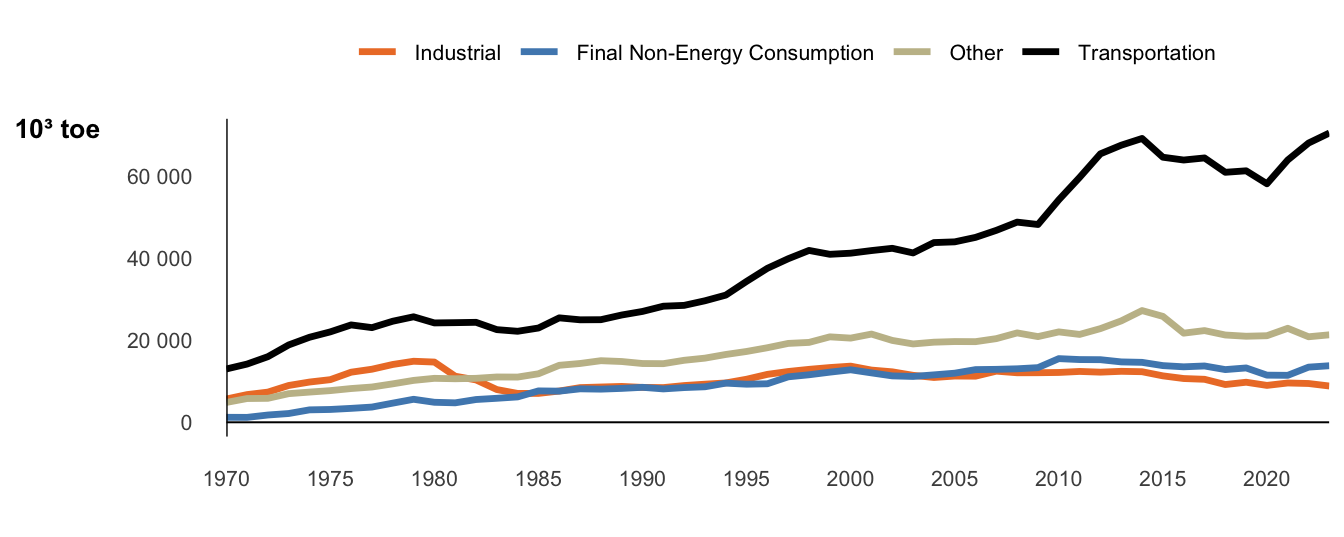 Industrial Final Non-Energy Consumption Other Transportation
10³ toe
60 000
40 000
20 000
0
1970 1975 1980 1985 1990 1995 2000 2005 2010 2015 2020